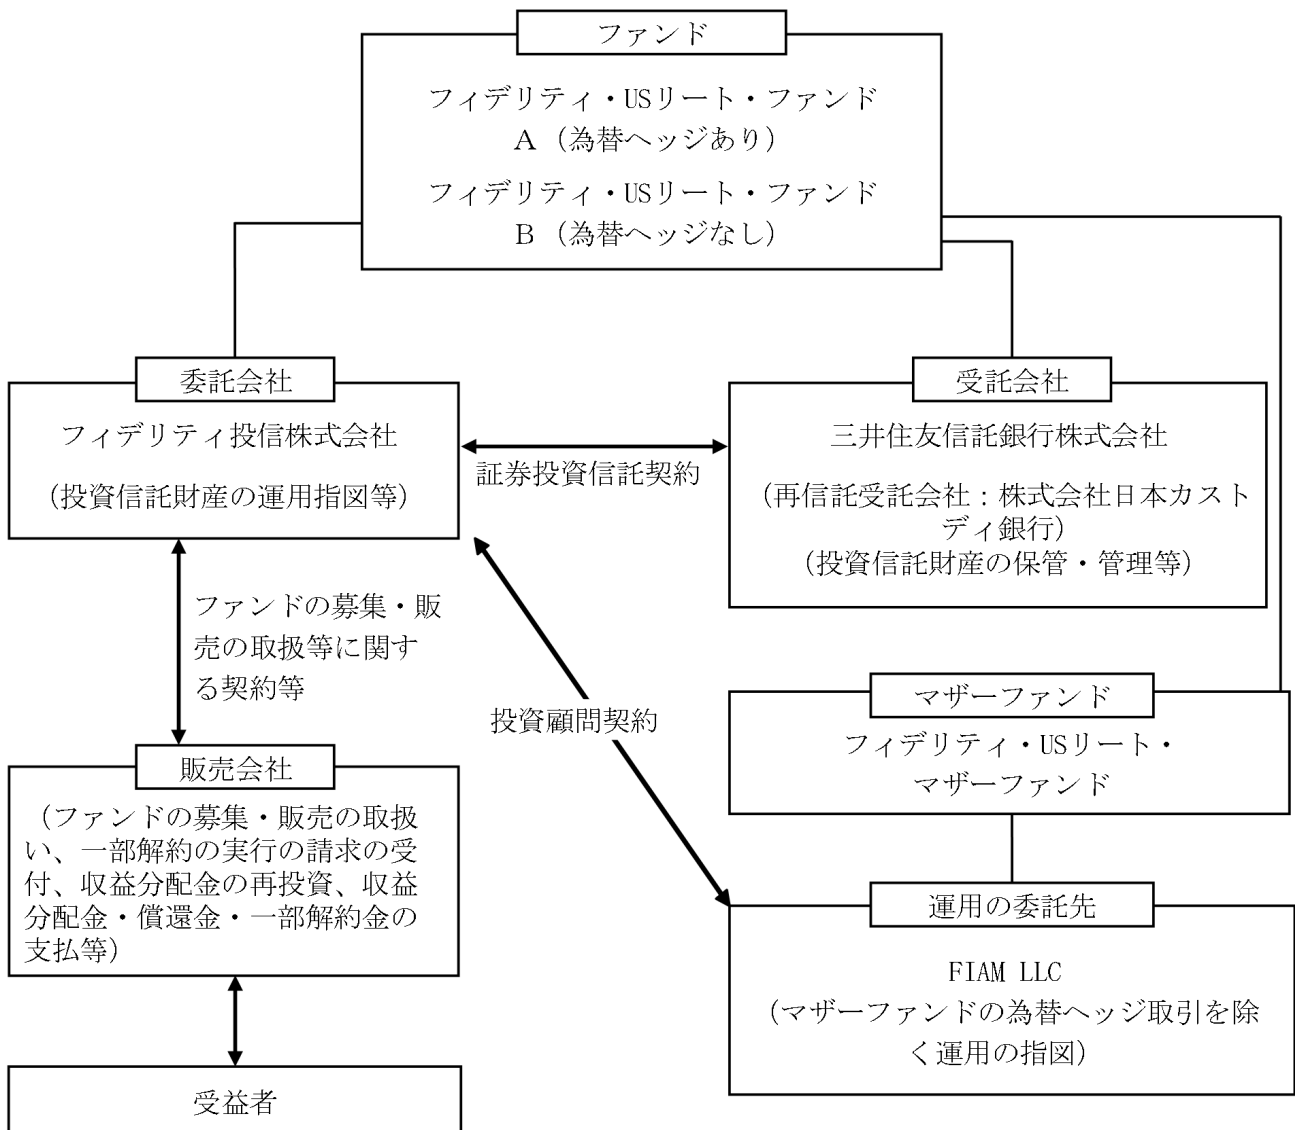 ファンド
フィデリティ・USリート・ファンド
A（為替ヘッジあり）
フィデリティ・USリート・ファンド
B（為替ヘッジなし）
委託会社
フィデリティ投信株式会社
（投資信託財産の運用指図等）
証券投資信託契約
受託会社
三井住友信託銀行株式会社
（再信託受託会社：株式会社日本カスト
ディ銀行）
（投資信託財産の保管・管理等）
ファンドの募集・販
売の取扱等に関す
る契約等
投資顧問契約
マザーファンド
フィデリティ・USリート・
マザーファンド
販売会社
（ファンドの募集・販売の取扱
い、一部解約の実行の請求の受
付、収益分配金の再投資、収益
分配金・償還金・一部解約金の
支払等）
運用の委託先
FIAM LLC
（マザーファンドの為替ヘッジ取引を除
く運用の指図）
受益者